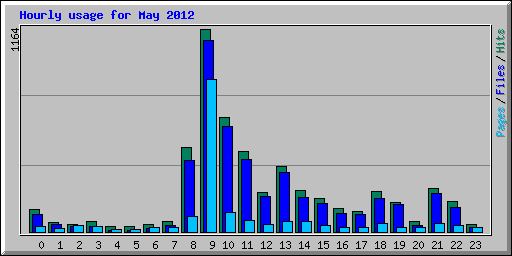 Hourly usage for May 2012
1164
Pages / Files / Hits
0 1 2 3 4 5 6 7 8 9 10 11 12 13 14 15 16 17 18 19 20 21 22 23